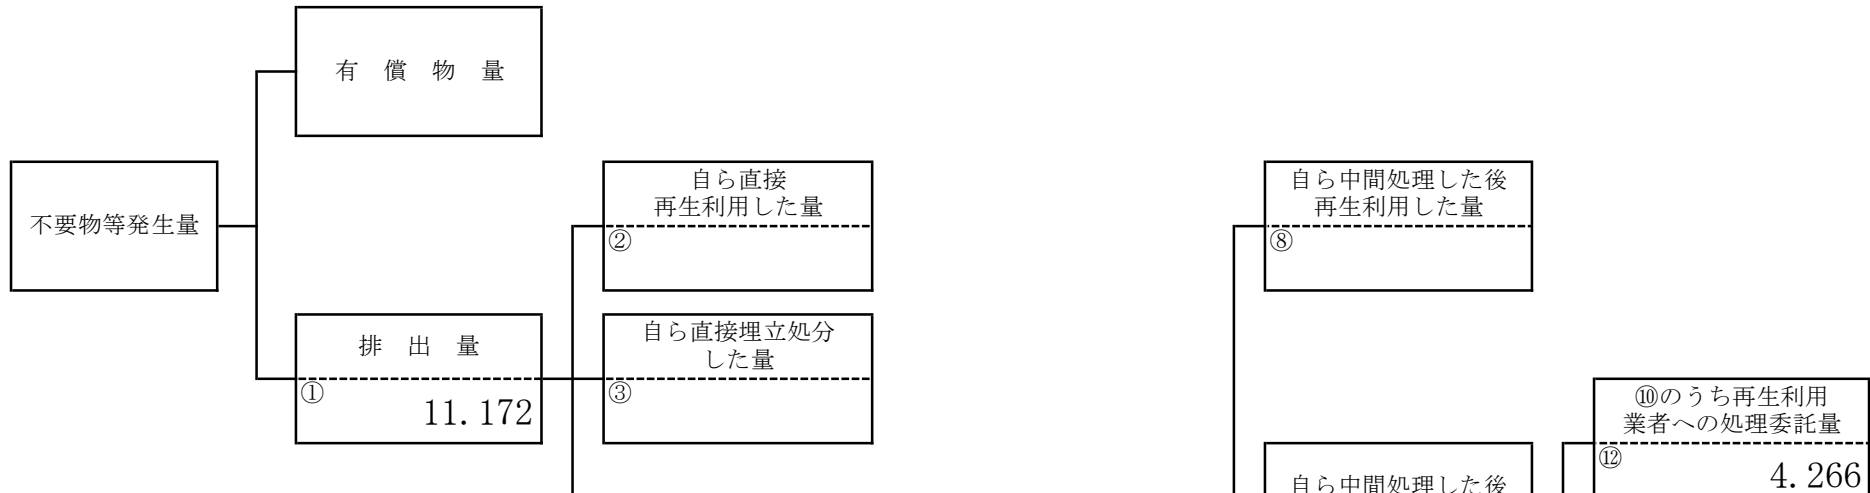 有 償 物 量
不要物等発生量
排 出 量
①
11.172
自ら直接
再生利用した量
②
自ら直接埋立処分
した量
③
自ら中間処理した後
再生利用した量
⑧
自ら中間処理した後
⑩のうち再生利用
業者への処理委託量
⑫
4.266